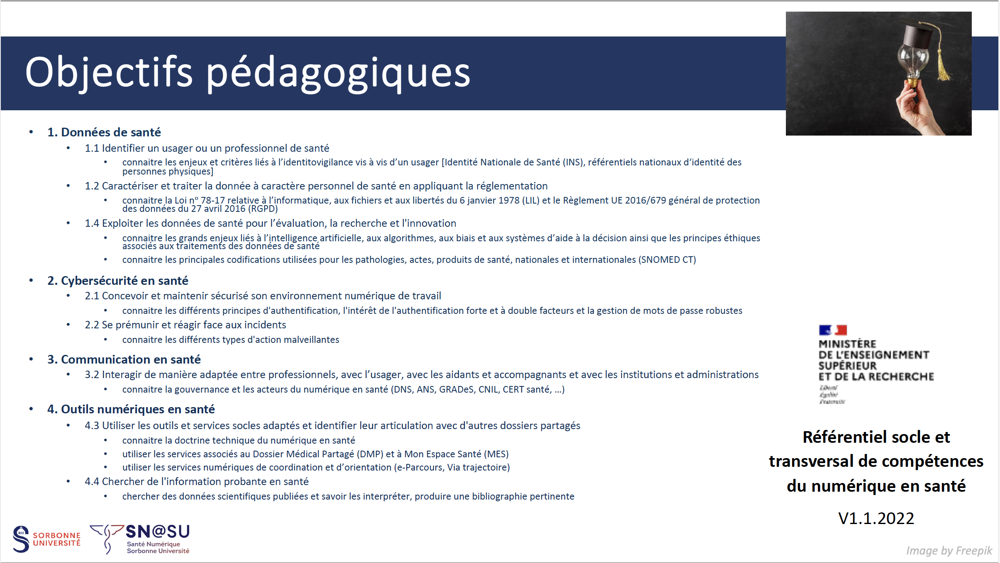 Objectifs pédagogiques
• 1. Données de santé
• 1.1 Identifier un usager ou un professionnel de santé
• connaitre les enjeux et critères liés à l’identitovigilance vis à vis d’un usager [Identité Nationale de Santé (INS), référentiels nationaux d‘identité des
personnes physiques]
• 1.2 Caractériser et traiter la donnée à caractère personnel de santé en appliquant la réglementation
• connaitre la Loi n° 78-17 relative à l’informatique, aux fichiers et aux libertés du 6 janvier 1978 (LIL) et le Règlement UE 2016/679 général de protection
des données du 27 avril 2016 (RGPD)
• 1.4 Exploiter les données de santé pour l’évaluation, la recherche et l'innovation
• connaitre les grands enjeux liés à l’intelligence artificielle, aux algorithmes, aux biais et aux systèmes d’aide à la décision ainsi que les principes éthiques
associés aux traitements des données de santé
• connaitre les principales codifications utilisées pour les pathologies, actes, produits de santé, nationales et internationales (SNOMED CT)
• 2. Cybersécurité en santé
• 2.1 Concevoir et maintenir sécurisé son environnement numérique de travail
• connaitre les différents principes d'authentification, l'intérêt de l'authentification forte et à double facteurs et la gestion de mots de passe robustes
• 2.2 Se prémunir et réagir face aux incidents
• connaitre les différents types d'action malveillantes
• 3. Communication en santé
• 3.2 Interagir de manière adaptée entre professionnels, avec l’usager, avec les aidants et accompagnants et avec les institutions et administrations
• connaitre la gouvernance et les acteurs du numérique en santé (DNS, ANS, GRADeS, CNIL, CERT santé, ...)
• 4. Outils numériques en santé
• 4.3 Utiliser les outils et services socles adaptés et identifier leur articulation avec d'autres dossiers partagés
• connaitre la doctrine technique du numérique en santé
• utiliser les services associés au Dossier Médical Partagé (DMP) et à Mon Espace Santé (MES)
• utiliser les services numériques de coordination et d’orientation (e-Parcours, Via trajectoire)
• 4.4 Chercher de l'information probante en santé
• chercher des données scientifiques publiées et savoir les interpréter, produire une bibliographie pertinente
MINISTÈRE
DE L’ENSEIGNEMENT
SUPÉRIEUR
ET DE LA RECHERCHE
Liberté
Égalité
Fraternité
Référentiel socle et
transversal de compétences
du numérique en santé
V1.1.2022
SORBONNE
UNIVERSITÉ
SN@SU
Santé Numérique
Sorbonne Université
Image by Freepik